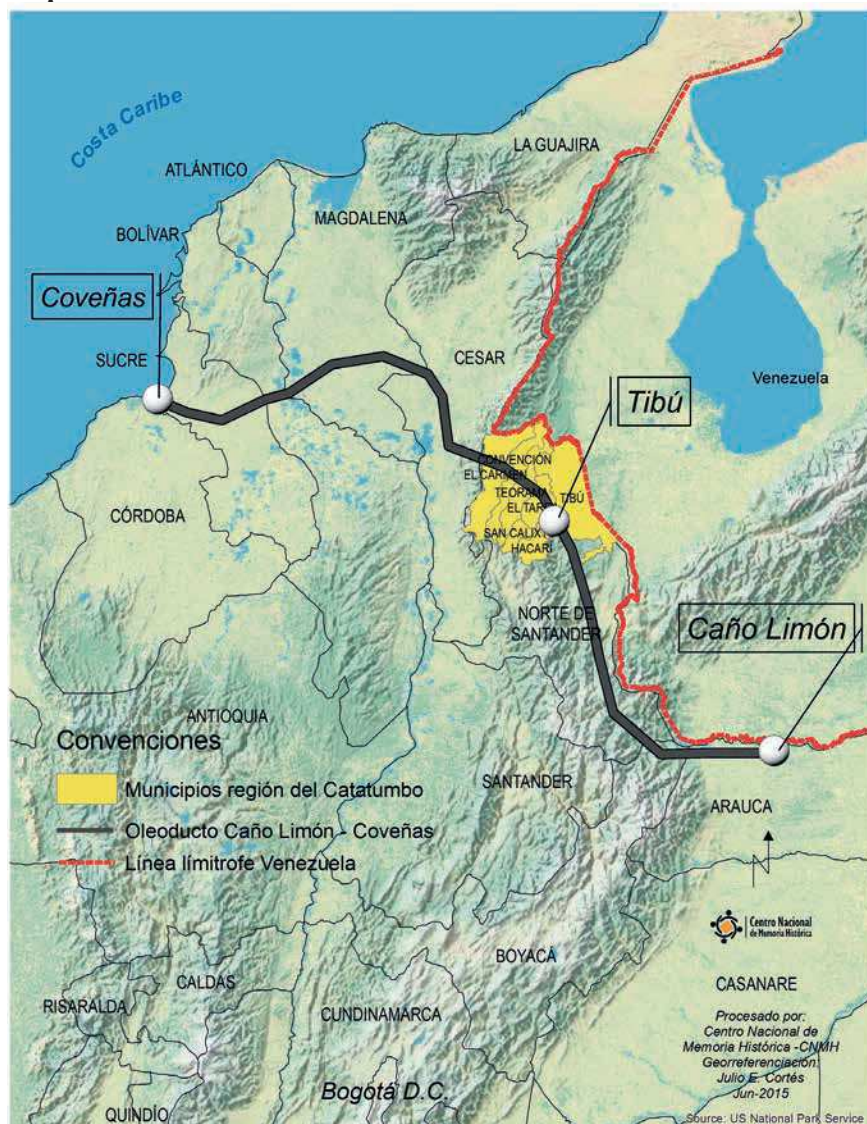 Costa Caribe
LA GUAJIRA
ATLÁNTICO
MAGDALENA
BOLÍVAR
Coveñas
SUCRE
CESAR
Venezuela
Tibú
CONVENCIÓN
EL CARMEN
TEORAMA
TIBÚ
EL TAR
SAN CALIXT
HACARÍ
CÓRDOBA
NORTE DE
SANTANDER
Caño Limón
ANTIOQUIA
Convenciones
Municipios región del Catatumbo
Oleoducto Caño Limón - Coveñas
Línea límitrofe Venezuela
SANTANDER
ARAUCA
N
Centro Nacional
de Memoria Histórica
BOYACÁ
CASANARE
CALDAS
RISARALDA
CUNDINAMARCA
Procesado por:
Centro Nacional de
Memoria Histórica -CNMH
Georreferenciación:
Julio E. Cortés
Jun-2015
Bogotá D.C.
QUINDÍO
Source: US National Park Service